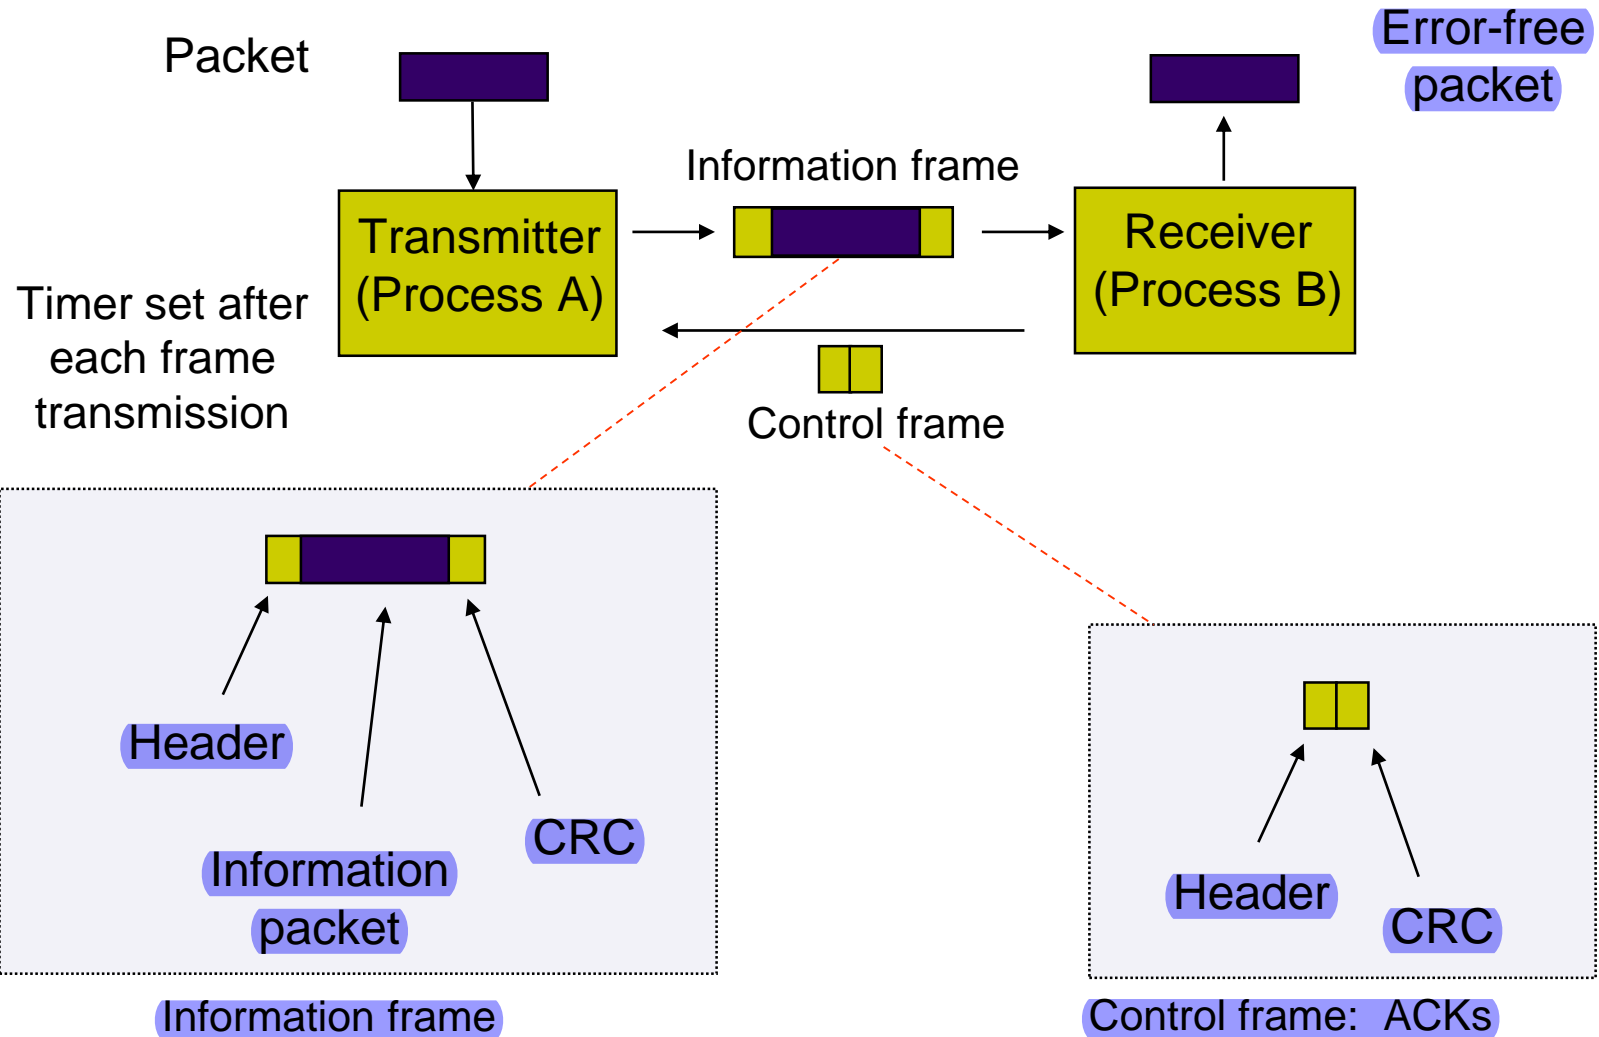 Packet
Error-free
packet
Information frame
Transmitter
(Process A)
Receiver
(Process B)
Timer set after
each frame
transmission
Control frame
Header
Information
packet
CRC
Header
CRC
Information frame
Control frame: ACKs